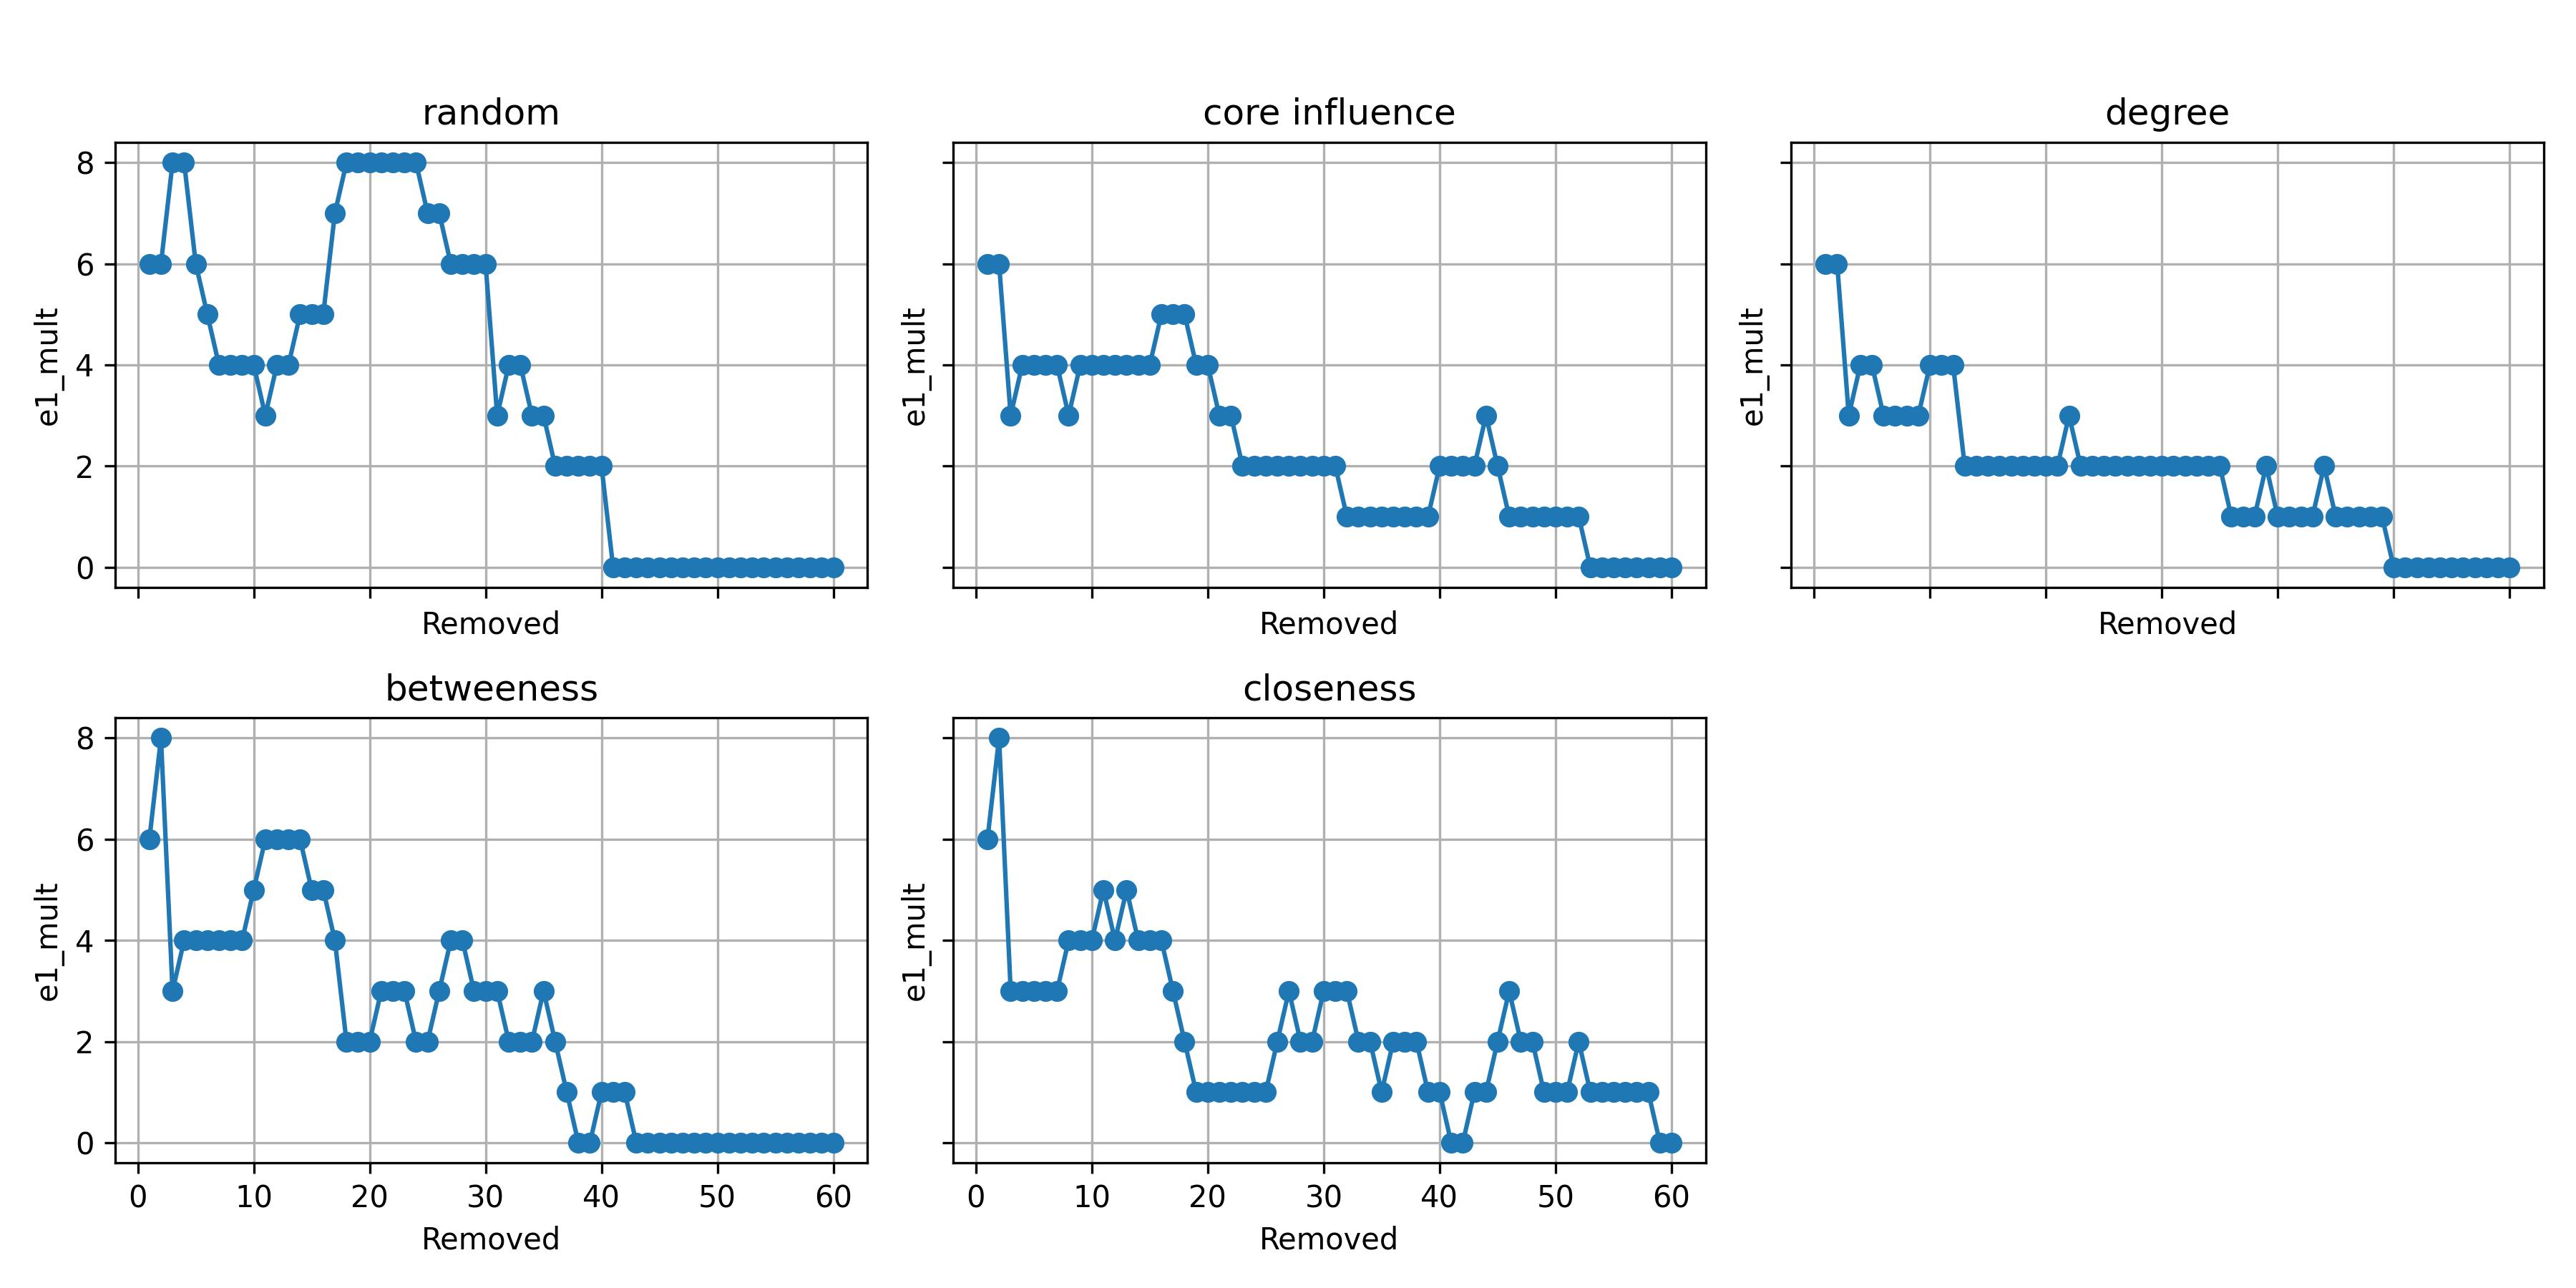 random
core influence
degree
8
6
4
2
0
e1_mult
e1_mult
e1_mult
Removed
Removed
Removed
betweeness
closeness
8
6
4
2
0
e1_mult
e1_mult
0 10 20 30 40 50 60
0 10 20 30 40 50 60
Removed
Removed